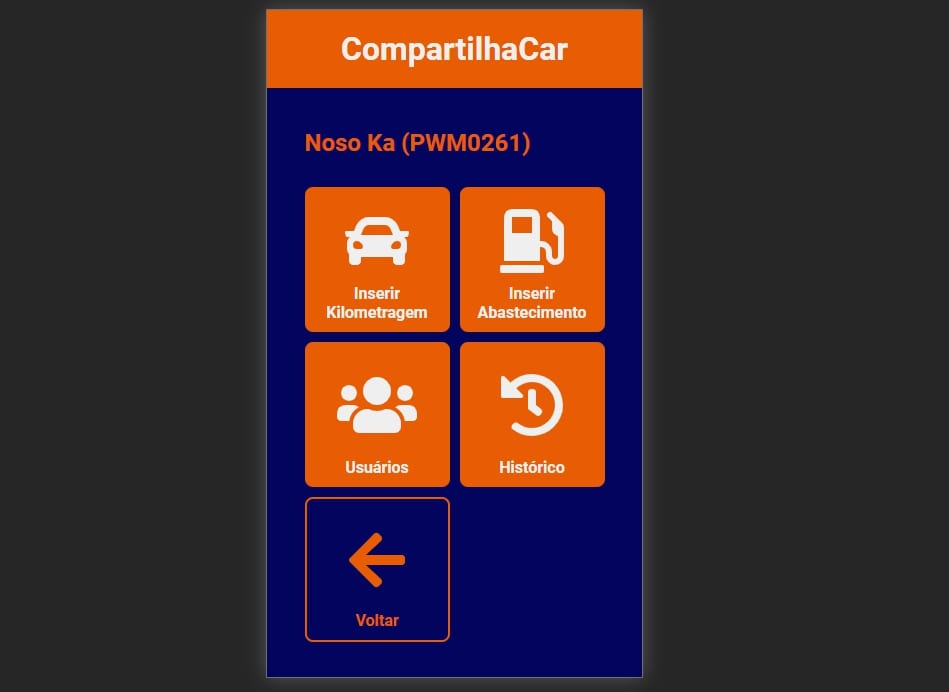 CompartilhaCar
Noso Ka (PWM0261)
Inserir
Kilometragem
Inserir
Abastecimento
Usuários
Histórico
Voltar